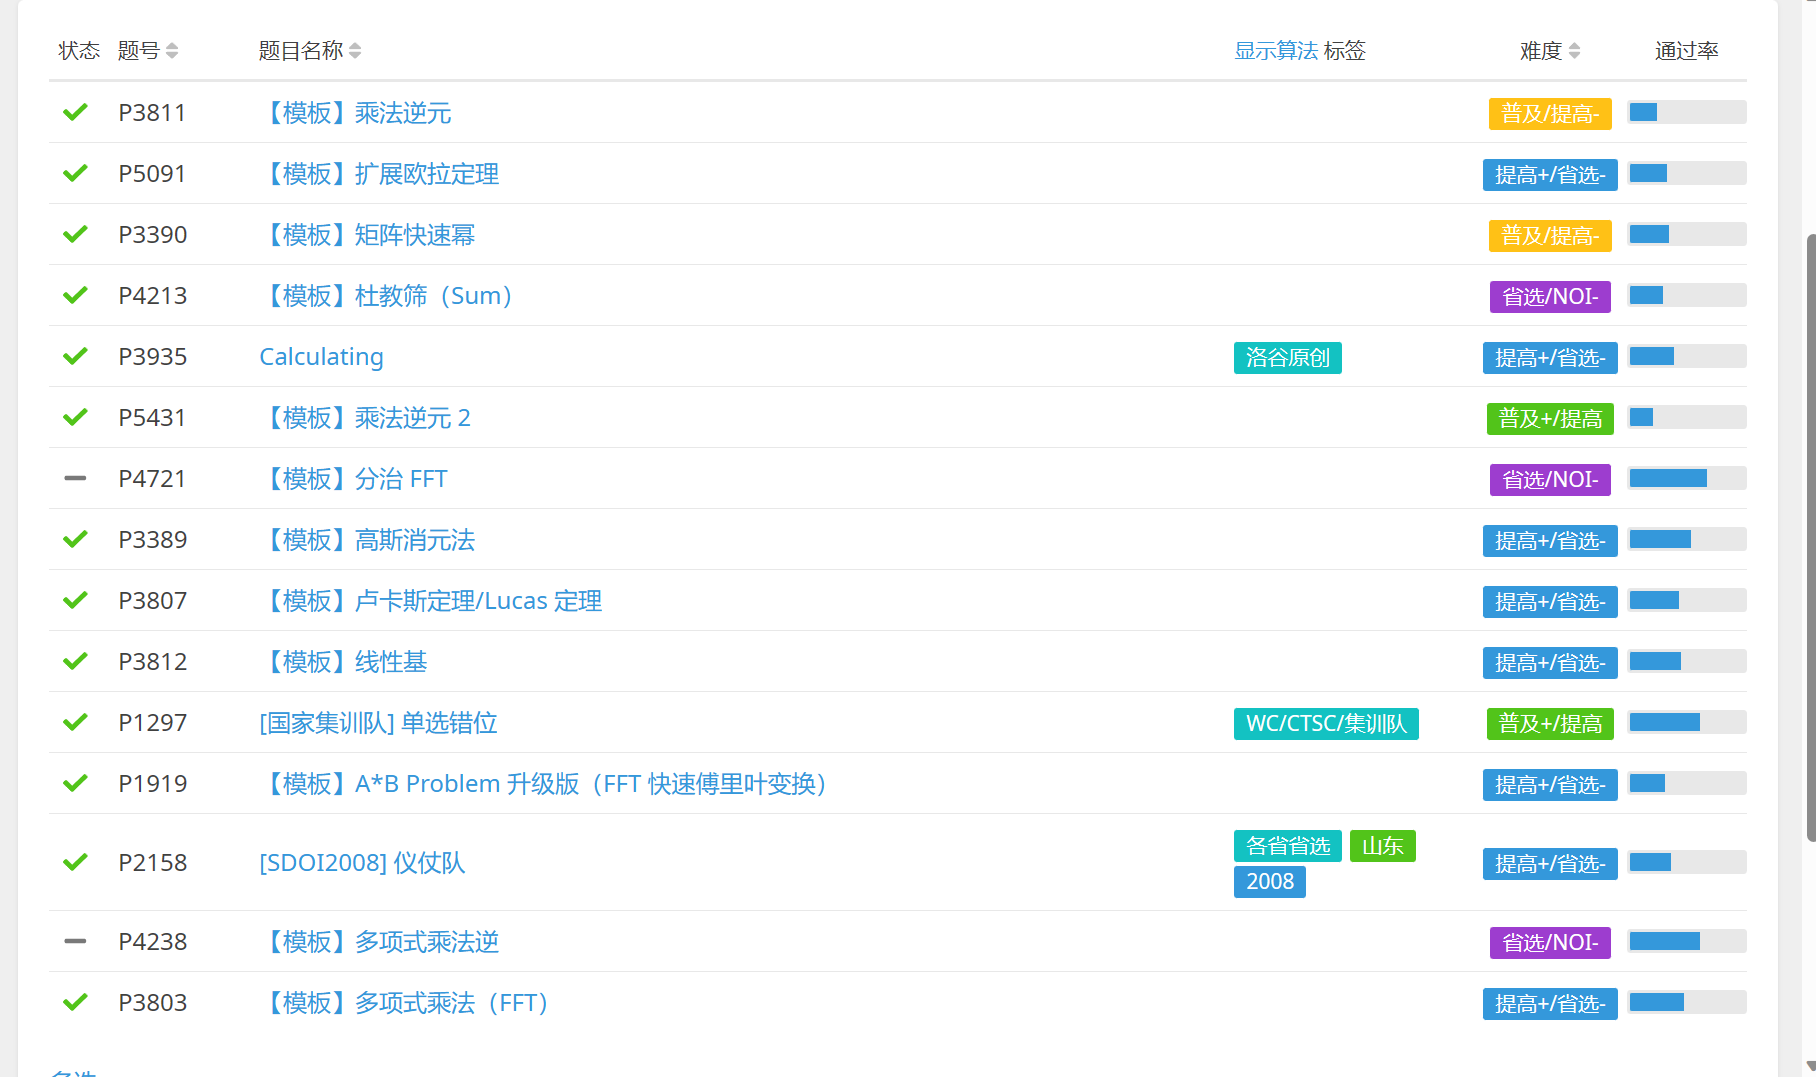 状态 题号 题目名称 显示算法 标签 难度 通过率
P3811 【模板】乘法逆元 普及/提高-
P5091 【模板】扩展欧拉定理 提高+/省选-
P3390 【模板】矩阵快速幂 普及/提高-
P4213 【模板】杜教筛（Sum） 省选/NOI-
P3935 Calculating 洛谷原创 提高+/省选-
P5431 【模板】乘法逆元 2 普及+/提高
P4721 【模板】分治 FFT 省选/NOI-
P3389 【模板】高斯消元法 提高+/省选-
P3807 【模板】卢卡斯定理/Lucas 定理 提高+/省选-
P3812 【模板】线性基 提高+/省选-
P1297 [国家集训队] 单选错位 WC/CTSC/集训队 普及+/提高
P1919 【模板】A*B Problem 升级版（FFT 快速傅里叶变换） 提高+/省选-
P2158 [SDOI2008] 仪仗队 各省省选 山东 2008 提高+/省选-
P4238 【模板】多项式乘法逆 省选/NOI-
P3803 【模板】多项式乘法（FFT） 提高+/省选-